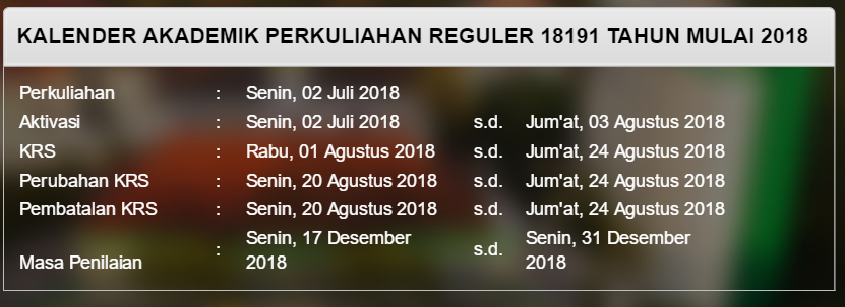 KALENDER AKADEMIK PERKULIAHAN REGULER 18191 TAHUN MULAI 2018
Perkuliahan : Senin, 02 Juli 2018
Aktivasi : Senin, 02 Juli 2018 s.d. Jum'at, 03 Agustus 2018
KRS : Rabu, 01 Agustus 2018 s.d. Jum'at, 24 Agustus 2018
Perubahan KRS : Senin, 20 Agustus 2018 s.d. Jum'at, 24 Agustus 2018
Pembatalan KRS : Senin, 20 Agustus 2018 s.d. Jum'at, 24 Agustus 2018
Masa Penilaian : Senin, 17 Desember 2018 s.d. Senin, 31 Desember 2018